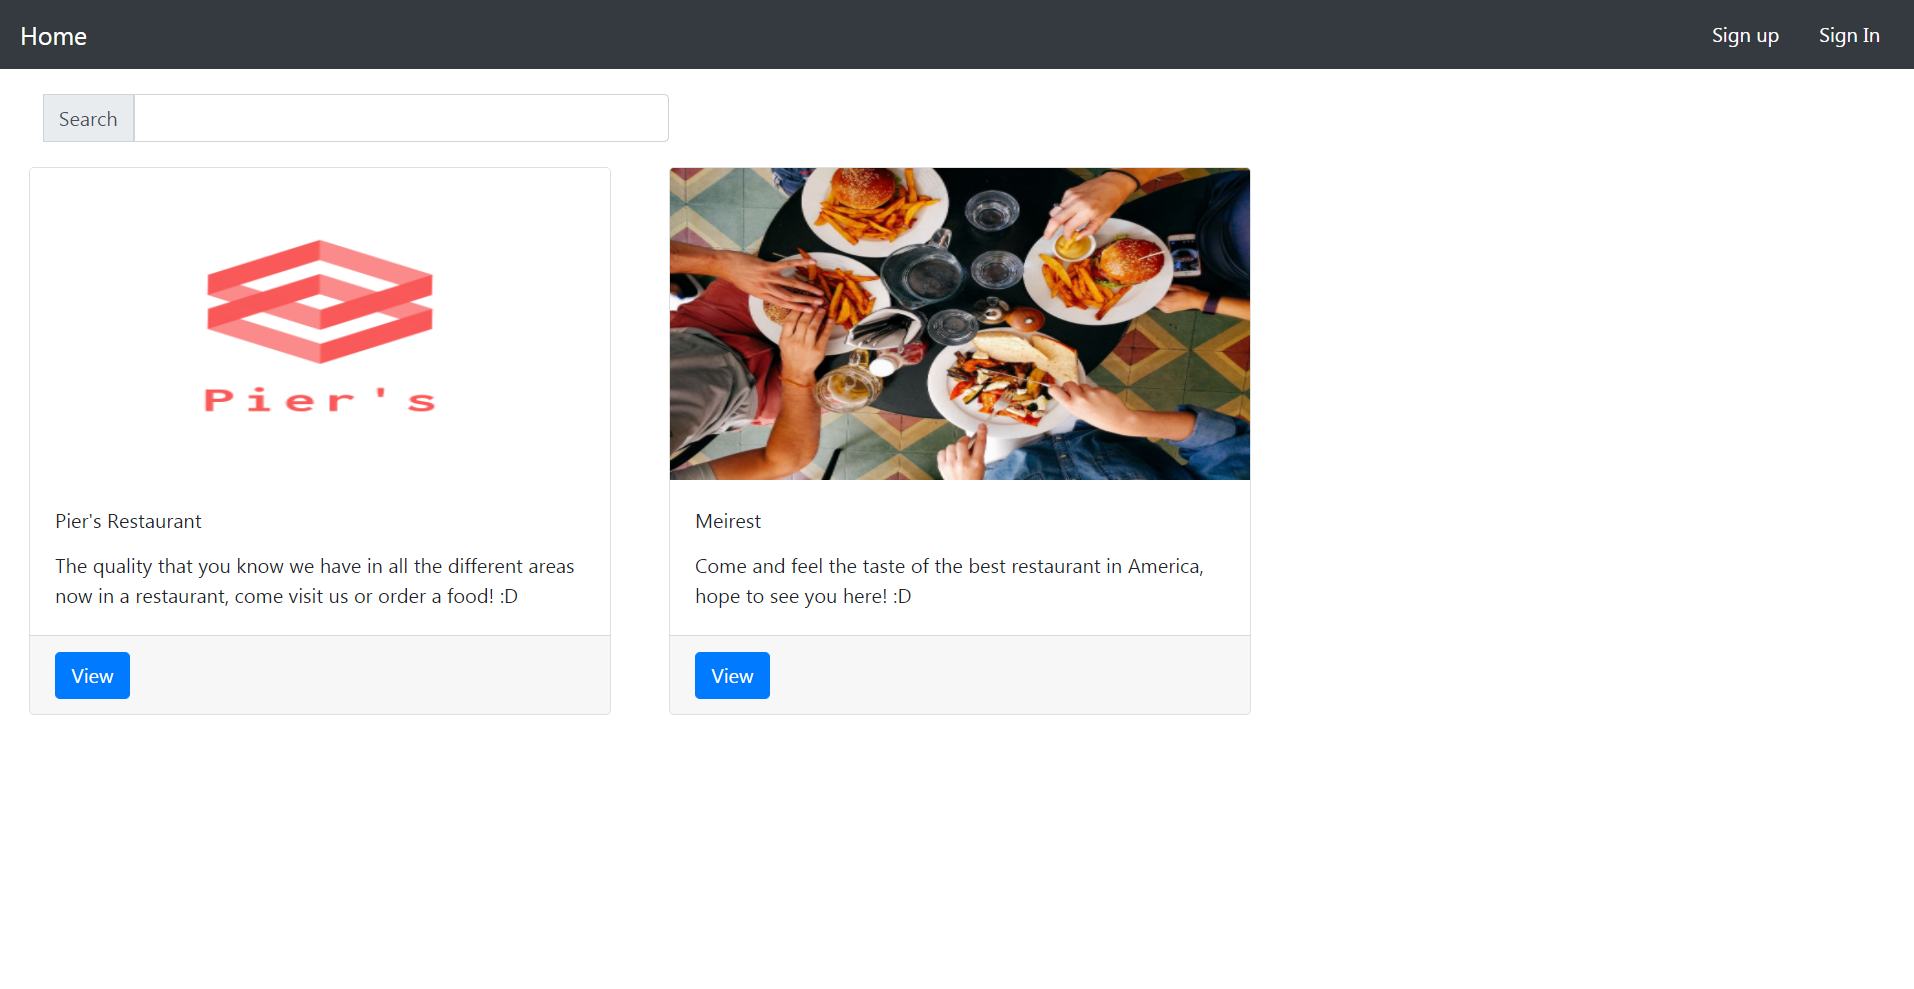 Home
Sign up
Sign In
Search
Pier's
Pier's Restaurant
The quality that you know we have in all the different areas
now in a restaurant, come visit us or order a food! :D
View
Meirest
Come and feel the taste of the best restaurant in America,
hope to see you here! :D
View